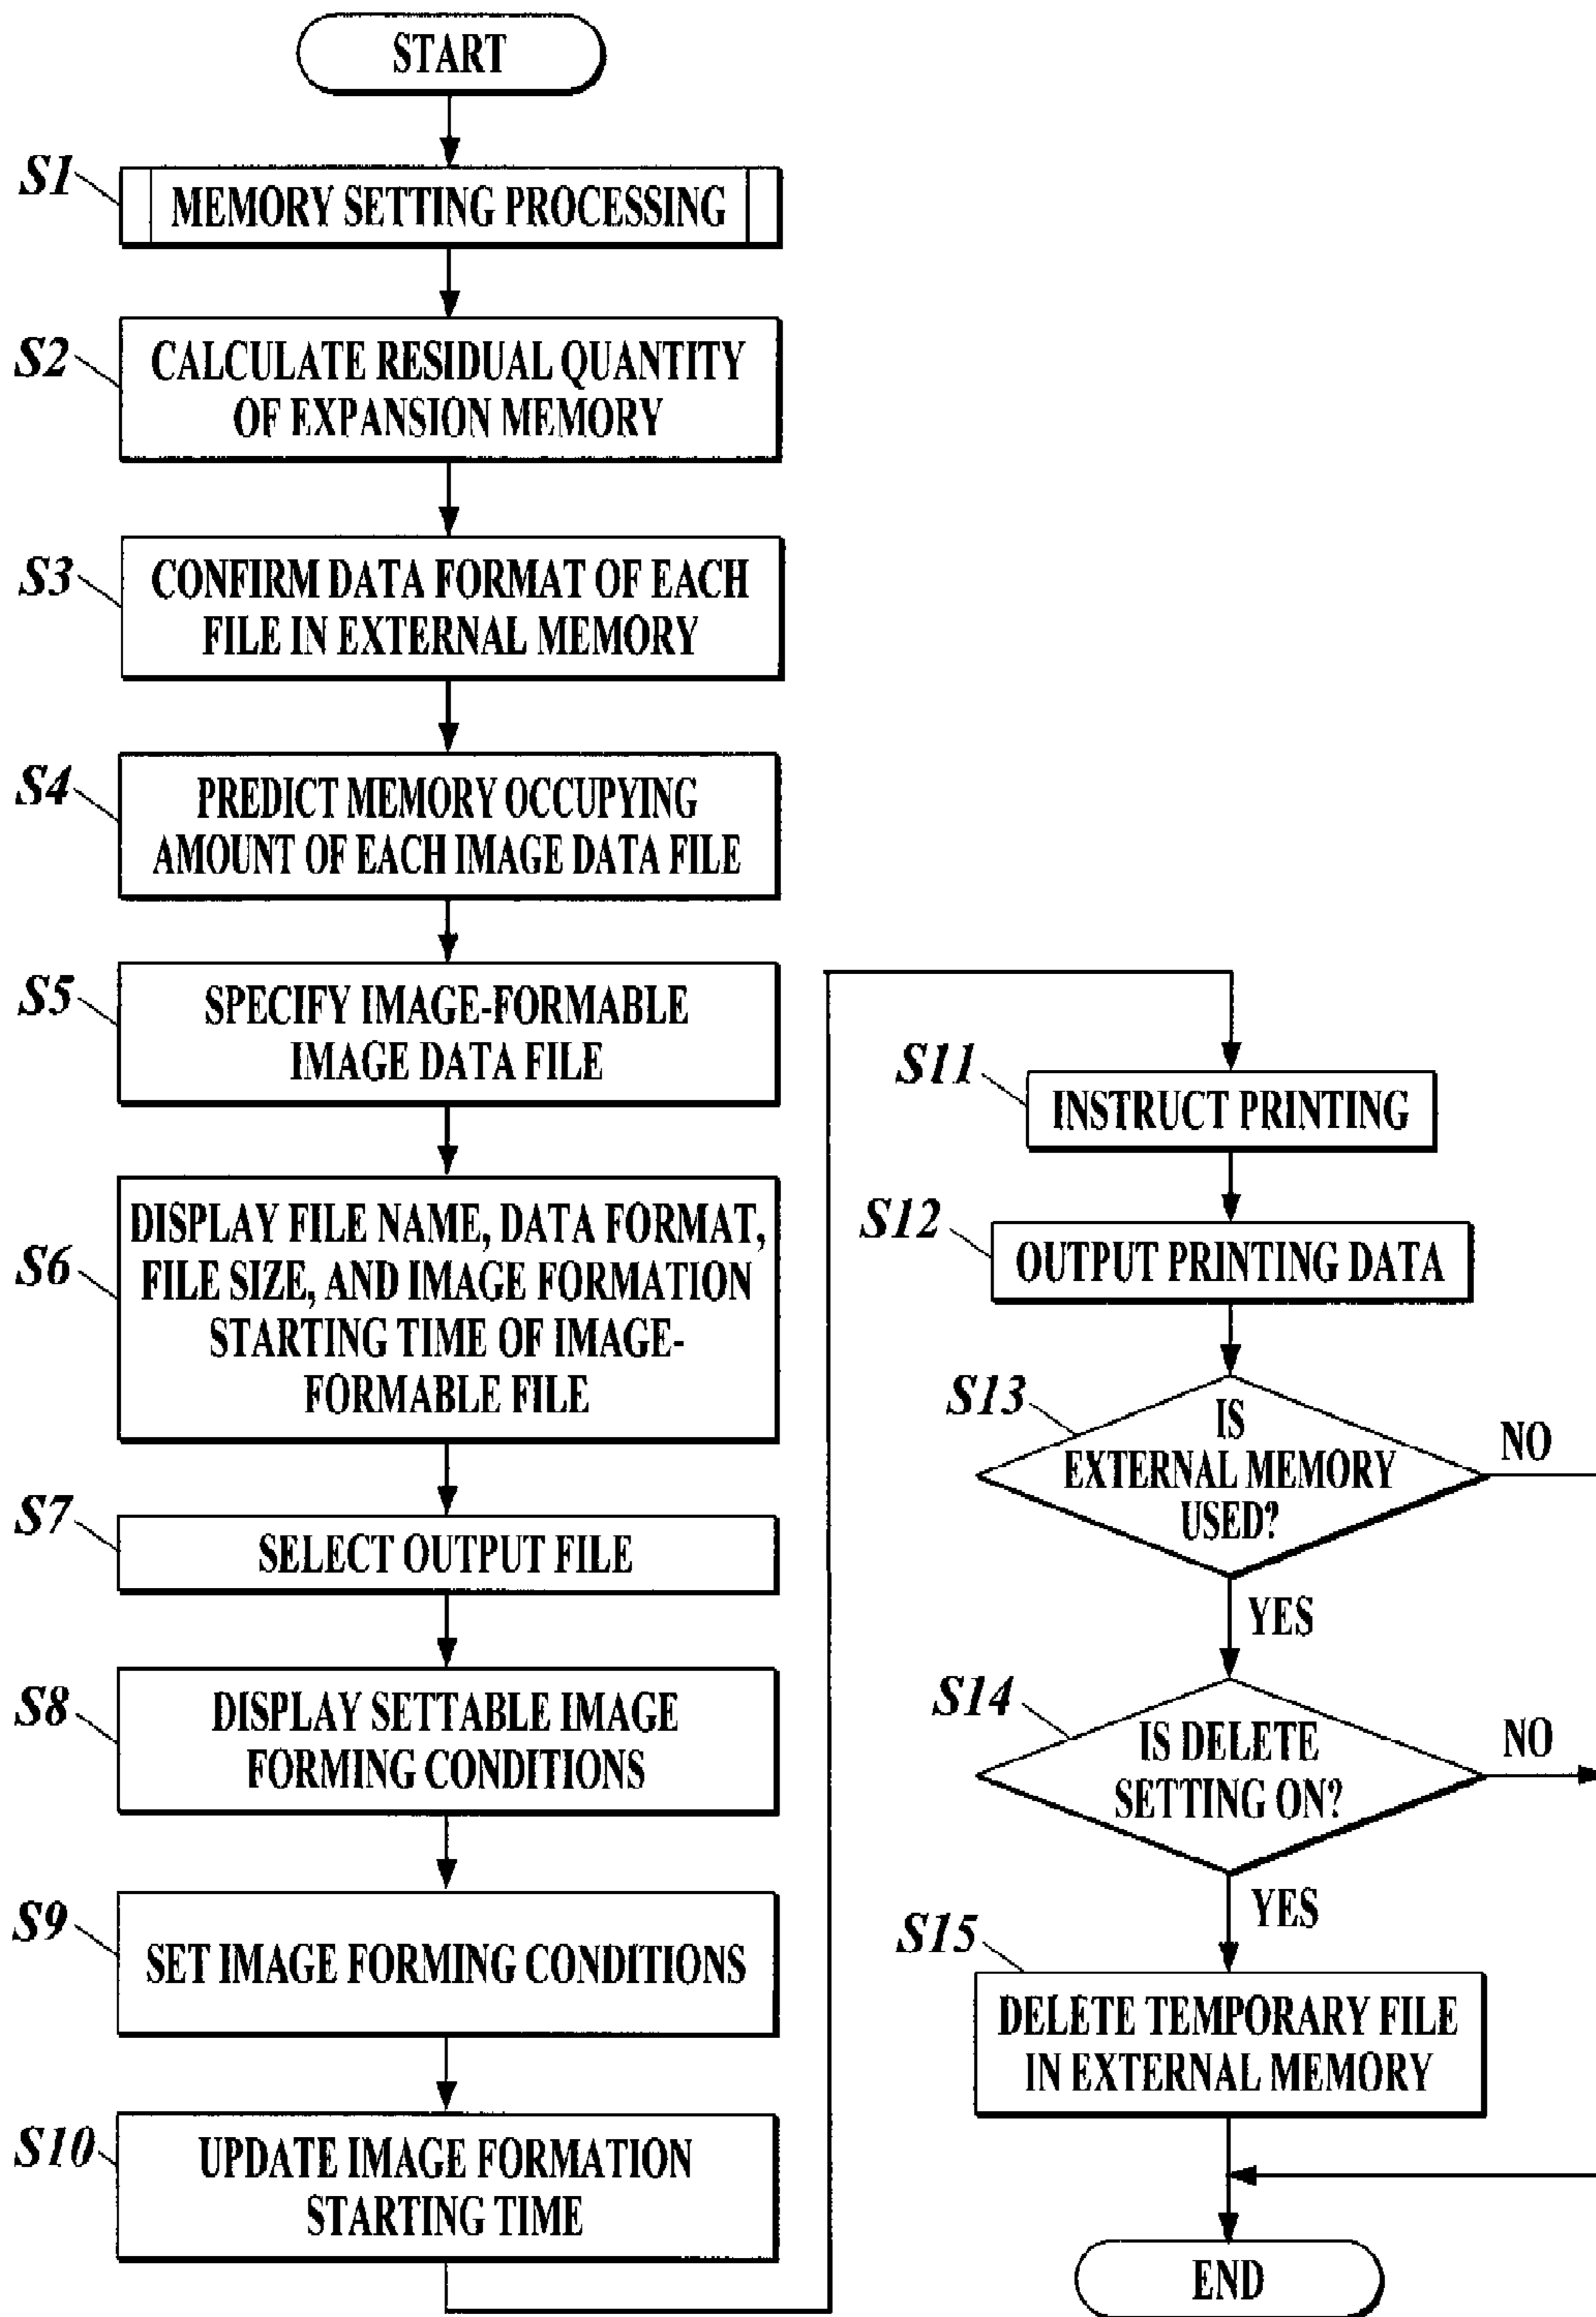 START
S1
MEMORY SETTING PROCESSING
S2
CALCULATE RESIDUAL QUANTITY
OF EXPANSION MEMORY
S3
CONFIRM DATA FORMAT OF EACH
FILE IN EXTERNAL MEMORY
S4
PREDICT MEMORY OCCUPYING
AMOUNT OF EACH IMAGE DATA FILE
S5
SPECIFY IMAGE-FORMABLE
IMAGE DATA FILE
S6
DISPLAY FILE NAME, DATA FORMAT,
FILE SIZE, AND IMAGE FORMATION
STARTING TIME OF IMAGE-
FORMABLE FILE
S7
SELECT OUTPUT FILE
S8
DISPLAY SETTABLE IMAGE
FORMING CONDITIONS
S9
SET IMAGE FORMING CONDITIONS
S10
UPDATE IMAGE FORMATION
STARTING TIME
S11
INSTRUCT PRINTING
S12
OUTPUT PRINTING DATA
S13
IS
EXTERNAL MEMORY
USED?
NO
YES
S14
IS DELETE
SETTING ON?
NO
YES
S15
DELETE TEMPORARY FILE
IN EXTERNAL MEMORY
END